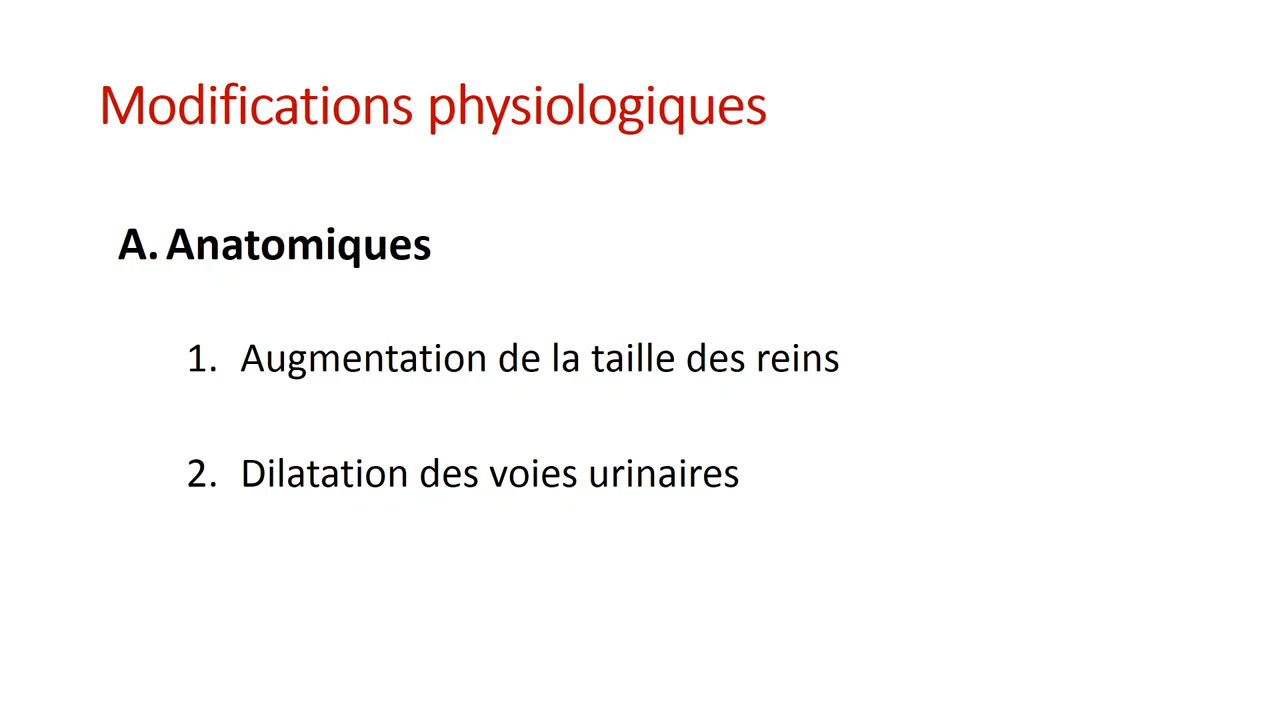 Modifications physiologiques
A. Anatomiques
1. Augmentation de la taille des reins
2. Dilatation des voies urinaires